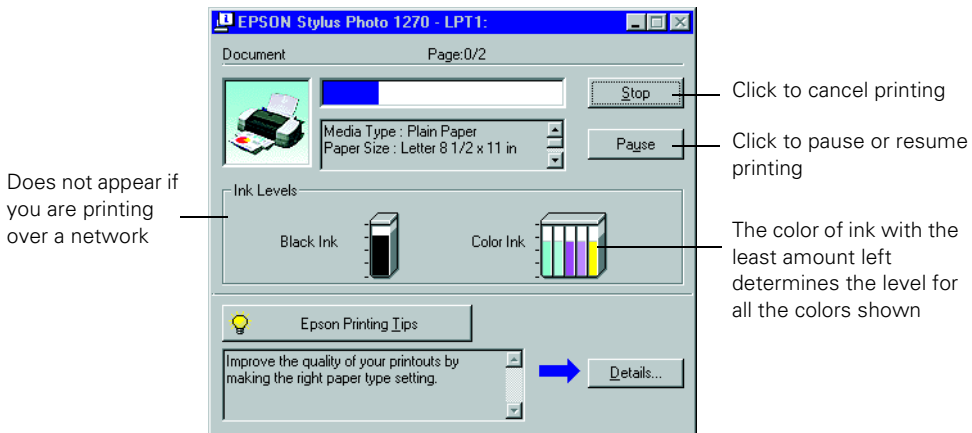 EPSON Stylus Photo 1270 - LPT1:
Document Page:0/2
Stop
Click to cancel printing
Media Type : Plain Paper
Paper Size : Letter 8 1/2 x 11 in
Pause
Click to pause or resume
printing
Does not appear if
you are printing
over a network
Ink Levels
Black Ink
Color Ink
The color of ink with the
least amount left
determines the level for
all the colors shown
Epson Printing Tips
Improve the quality of your printouts by
making the right paper type setting.
Details...